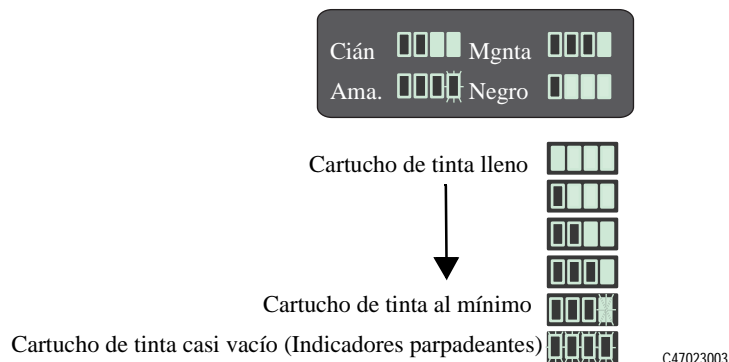 Cián Mgnta
Ama. Negro
Cartucho de tinta lleno
Cartucho de tinta al mínimo
Cartucho de tinta casi vacío (Indicadores parpadeantes)
C47023003